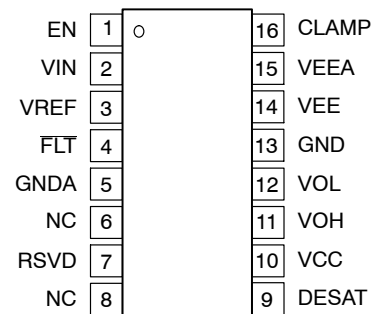 EN 1 16 CLAMP
VIN 2 15 VEEA
VREF 3 14 VEE
FLT 4 13 GND
GNDA 5 12 VOL
NC 6 11 VOH
RSVD 7 10 VCC
NC 8 9 DESAT